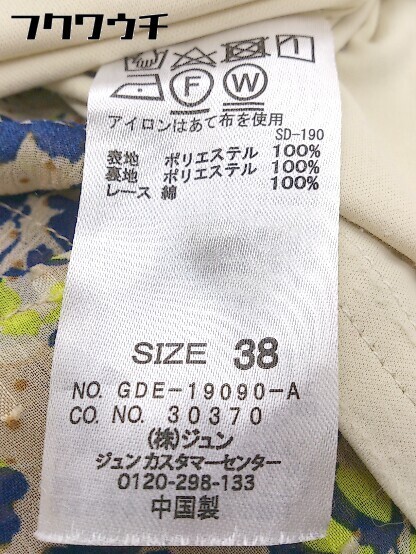 フクウウチ
F W
アイロンはあて布を使用
SD-190
表地 ポリエステル 100%
裏地 ポリエステル 100%
レース 綿 100%
SIZE 38
NO. GDE-19090-A
CO. NO. 30370
(株)ジュン
ジュン カスタマーセンター
0120-298-133
中国製